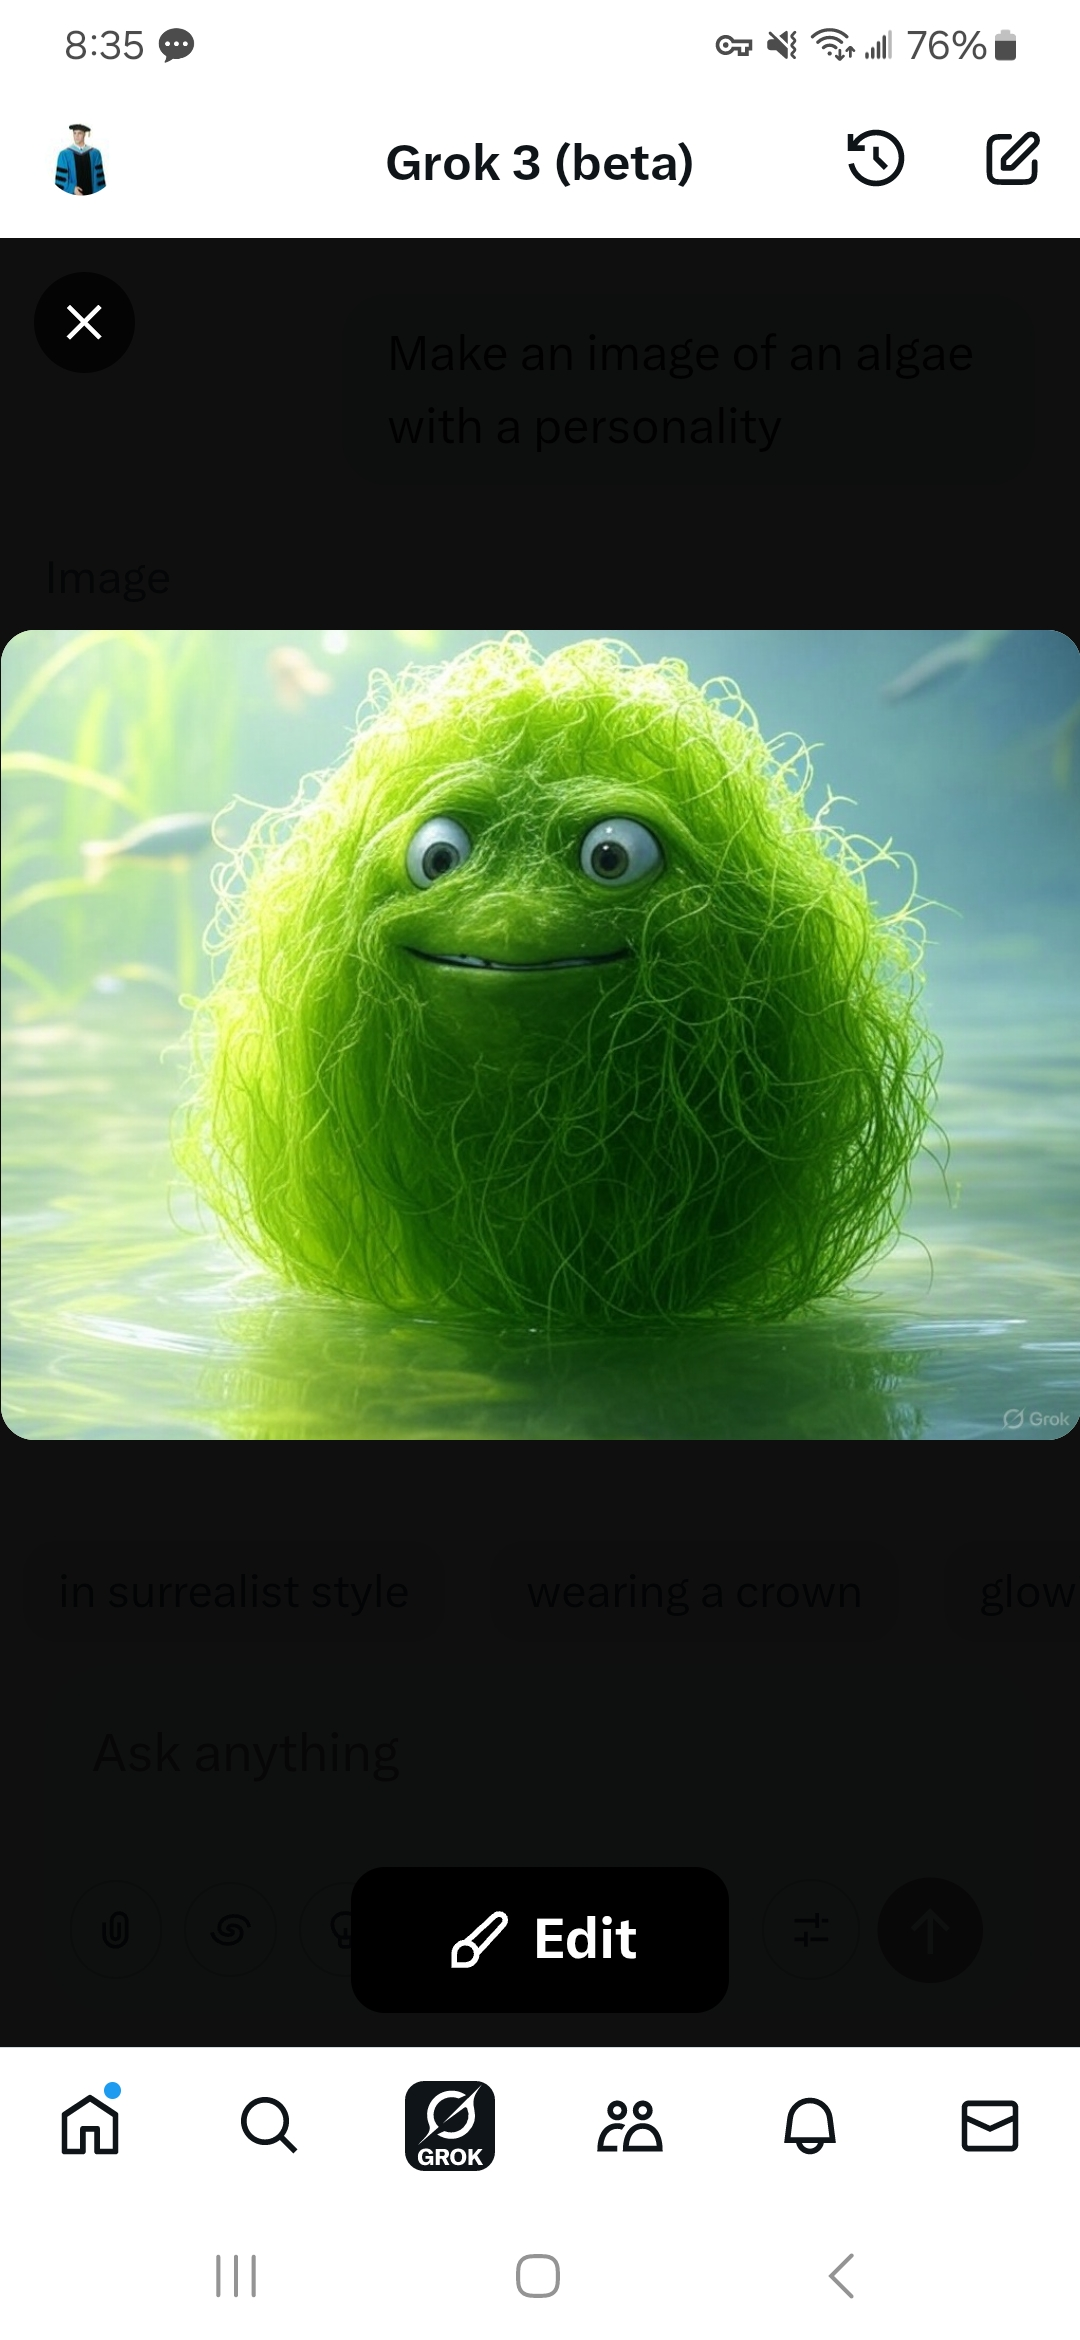 8:35
76%
Grok 3 (beta)
Make an image of an algae
with a personality
Image
Grok
in surrealist style
wearing a crown
glow
Ask anything
Edit
GROK